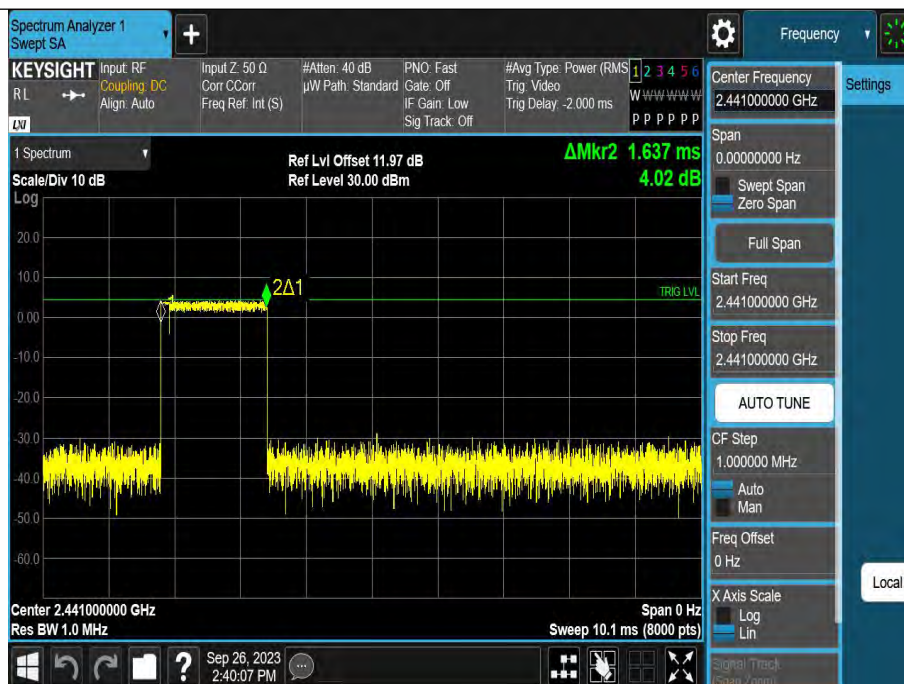 Spectrum Analyzer 1
Swept SA
Frequency
KEYSIGHT
RL
LXI
Input: RF
Coupling: DC
Align: Auto
Input Z: 50 Ω
Corr CCorr
Freq Ref: Int (S)
#Atten: 40 dB
µW Path: Standard
PNO: Fast
Gate: Off
IF Gain: Low
Sig Track: Off
#Avg Type: Power (RMS
Trig: Video
Trig Delay: -2.000 ms
1 2 3 4 5 6
W W W W W W
P P P P P P
Center Frequency
2.441000000 GHz
Settings
Span
0.00000000 Hz
Swept Span
Zero Span
Full Span
Start Freq
2.441000000 GHz
Stop Freq
2.441000000 GHz
AUTO TUNE
CF Step
1.000000 MHz
Auto
Man
Freq Offset
0 Hz
X Axis Scale
Log
Lin
Signal Track
(Span Zoom)
Local
1 Spectrum
Scale/Div 10 dB
Log
Ref Lvl Offset 11.97 dB
Ref Level 30.00 dBm
ΔMkr2 1.637 ms
4.02 dB
20.0
10.0
0.00
-10.0
-20.0
-30.0
-40.0
-50.0
-60.0
1
2Δ1
TRIG LVL
Center 2.441000000 GHz
Res BW 1.0 MHz
Span 0 Hz
Sweep 10.1 ms (8000 pts)
Sep 26, 2023
2:40:07 PM